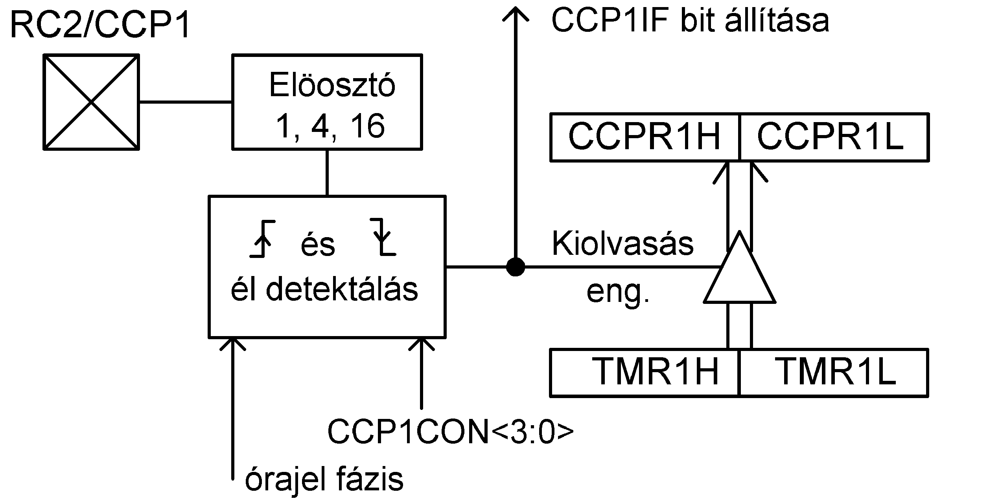 RC2/CCP1
CCP1IF bit állítása
Elöosztó
1, 4, 16
CCPR1H CCPR1L
és
él detektálás
Kiolvasás
eng.
TMR1H TMR1L
CCP1CON<3:0>
órajel fázis